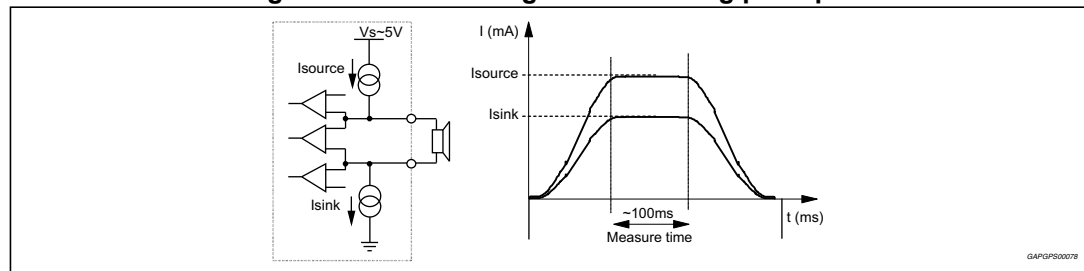 Vs~5V
Isource
Isink
I (mA)
Isource
Isink
~100ms
Measure time
t (ms)
GAPGPS00078